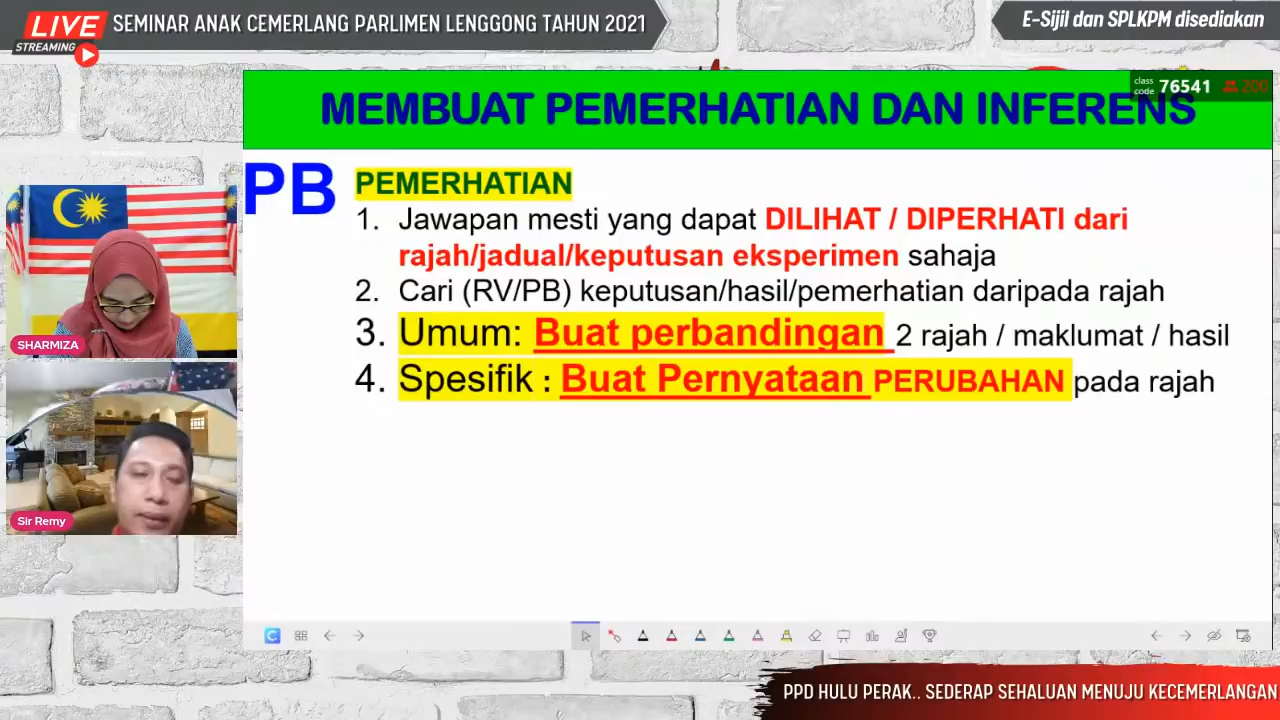 LIVE
STREAMING
SEMINAR ANAK CEMERLANG PARLIMEN LENGGONG TAHUN 2021
E-Sijil dan SPLKPM disediakan
class code 76541 200
MEMBUAT PEMERHATIAN DAN INFERENS
PB
PEMERHATIAN
1. Jawapan mesti yang dapat DILIHAT / DIPERHATI dari
rajah/jadual/keputusan eksperimen sahaja
2. Cari (RV/PB) keputusan/hasil/pemerhatian daripada rajah
3. Umum: Buat perbandingan 2 rajah / maklumat / hasil
4. Spesifik : Buat Pernyataan PERUBAHAN pada rajah
SHARMIZA
Sir Remy
PPD HULU PERAK.. SEDERAP SEHALUAN MENUJU KECEMERLANGAN